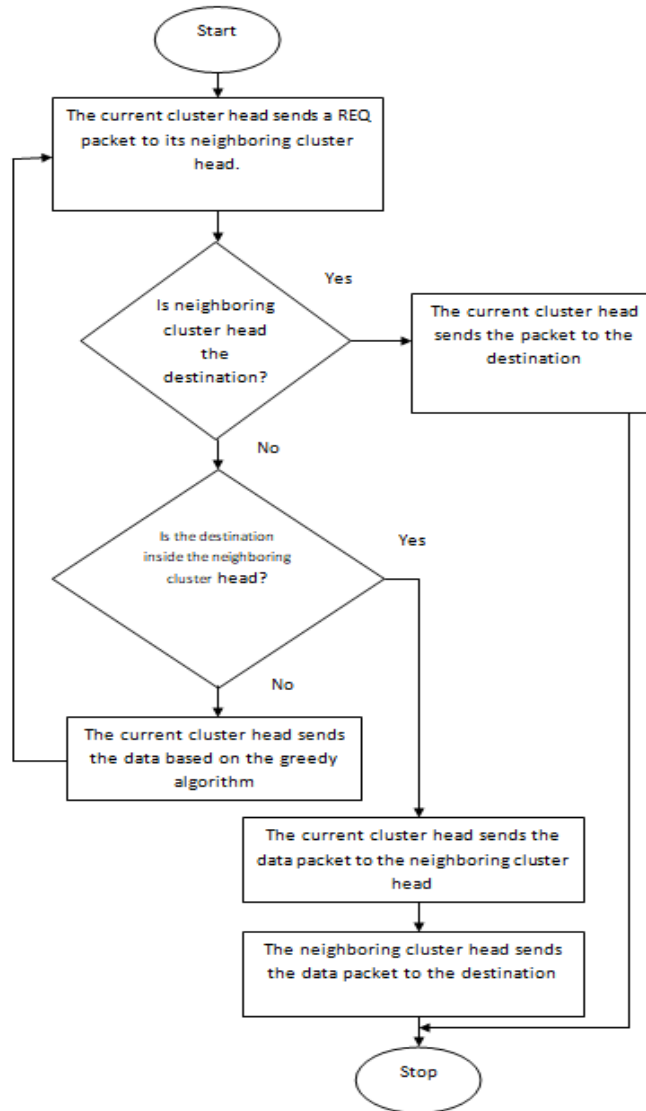 Start
The current cluster head sends a REQ
packet to its neighboring cluster
head.
Yes
Is neighboring
cluster head
the
destination?
The current cluster head
sends the packet to the
destination
No
Is the destination
inside the neighboring
cluster head?
Yes
No
The current cluster head sends
the data based on the greedy
algorithm
The current cluster head sends the
data packet to the neighboring cluster
head
The neighboring cluster head sends
the data packet to the destination
Stop